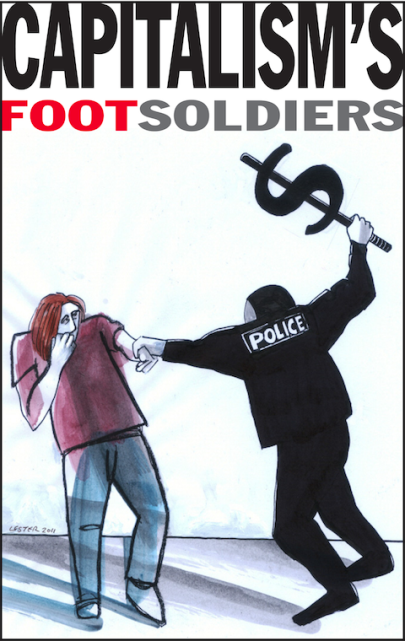 CAPITALISM'S
FOOTSOLDIERS
POLICE
LESTER 2011